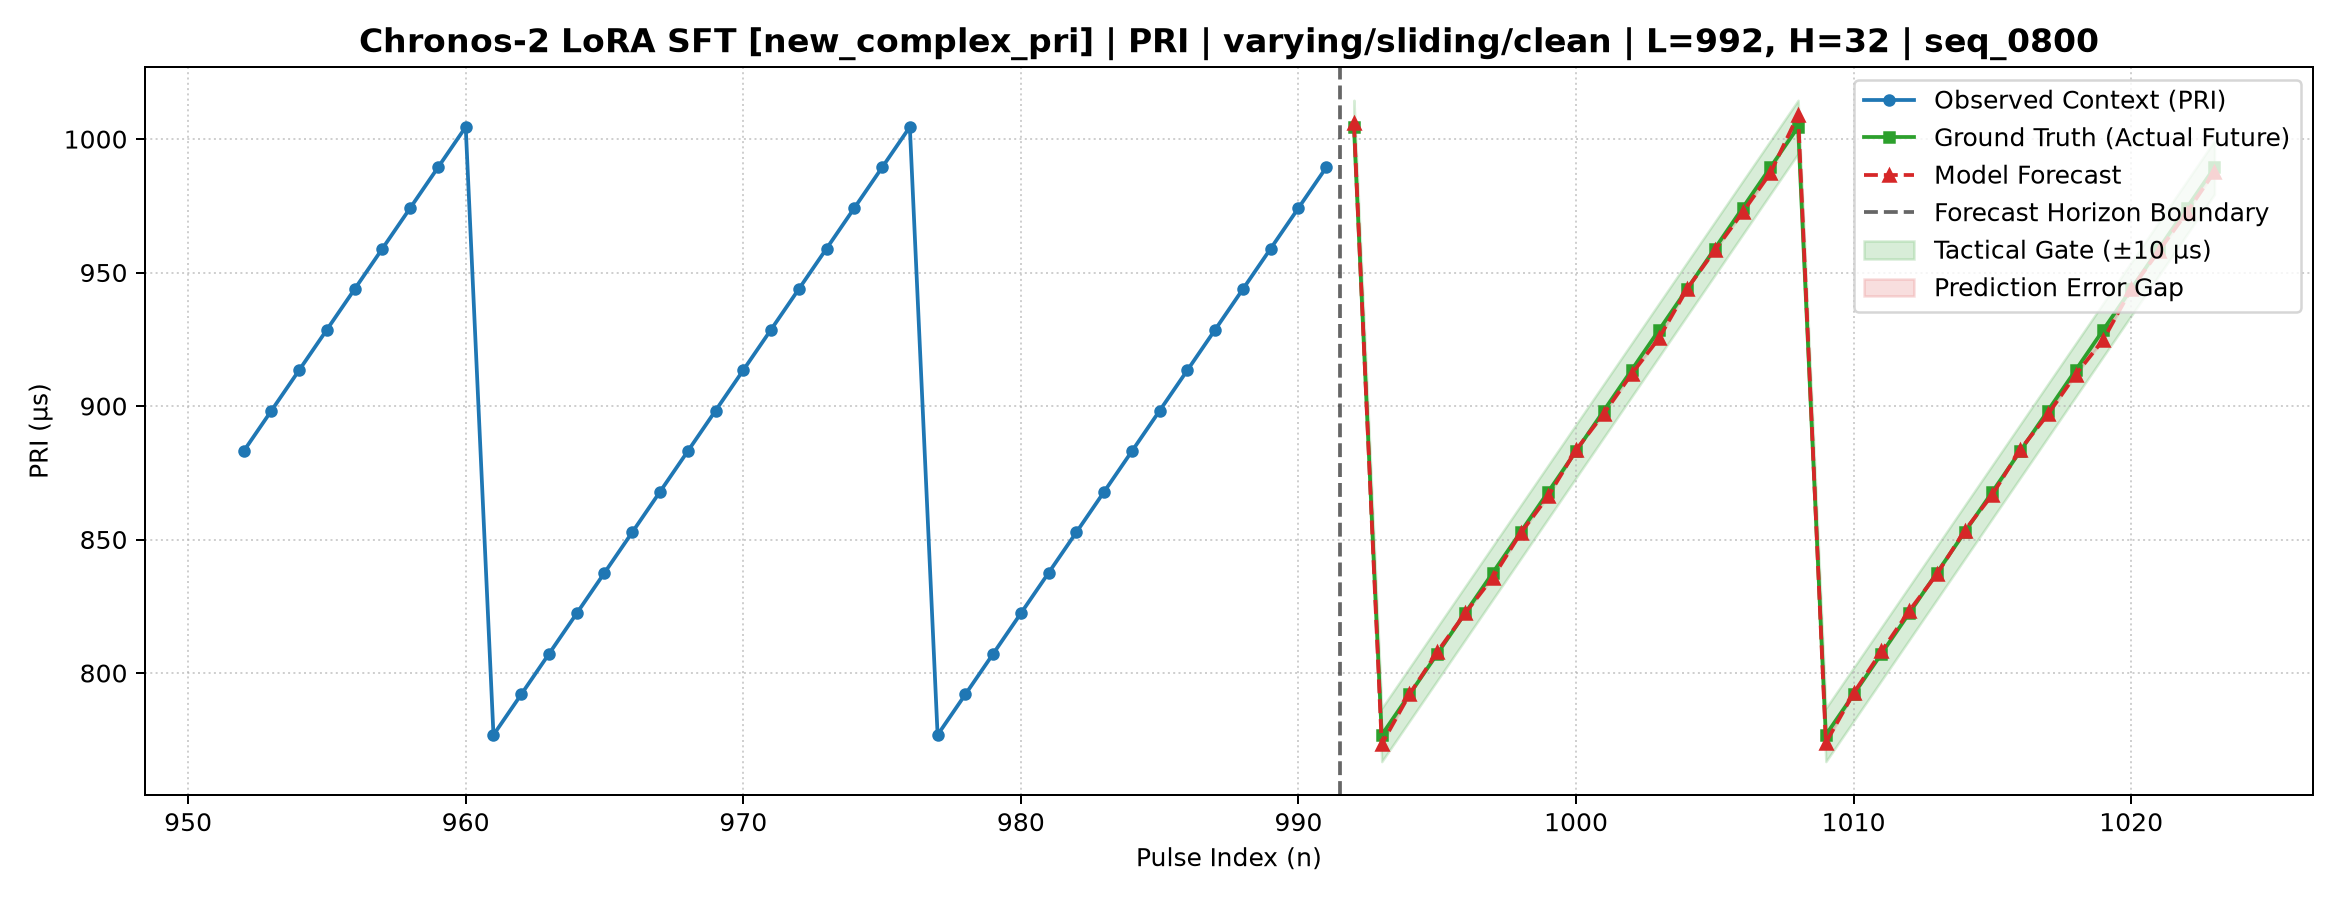 Chronos-2 LoRA SFT [new_complex_pri] | PRI | varying/sliding/clean | L=992, H=32 | seq_0800
Observed Context (PRI)
Ground Truth (Actual Future)
Model Forecast
Forecast Horizon Boundary
Tactical Gate (±10 µs)
Prediction Error Gap
PRI (µs)
1000
950
900
850
800
950 960 970 980 990 1000 1010 1020
Pulse Index (n)